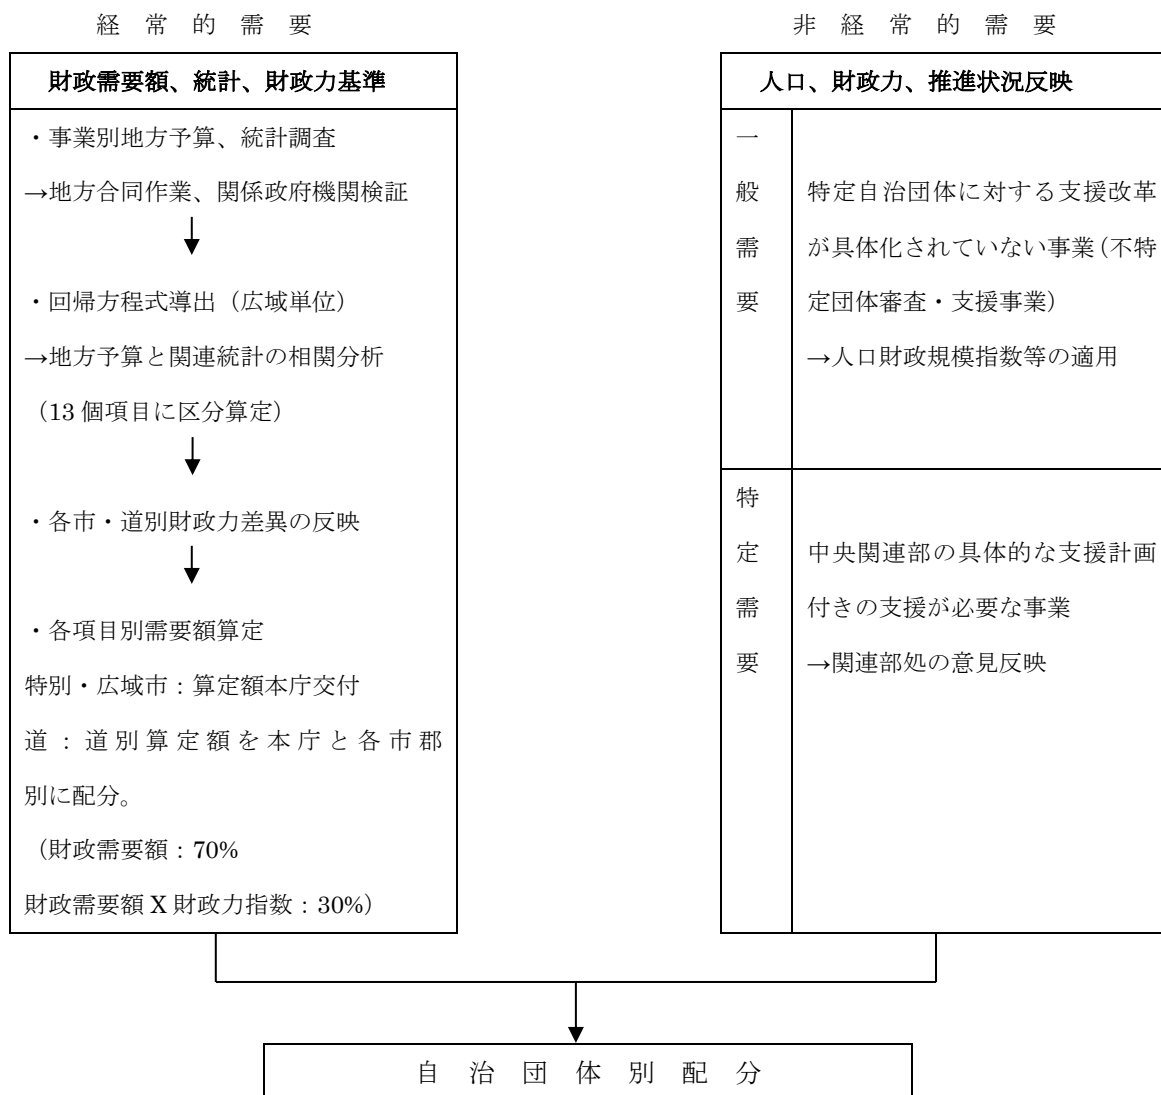 経常的需要
財政需要額、統計、財政力基準
・事業別地方予算、統計調査
→地方合同作業、関係政府機関検証
・回帰方程式導出（広域単位）
→地方予算と関連統計の相関分析
（13個項目に区分算定）
・各市・道別財政力差異の反映
・各項目別需要額算定
特別・広域市：算定額本庁交付
道：道別算定額を本庁と各市郡
別に配分。
（財政需要額：70%
財政需要額X財政力指数：30%）
非経常的需要
人口、財政力、推進状況反映
一般需要
特定自治団体に対する支援改革
が具体化されていない事業（不特
定団体審査・支援事業）
→人口財政規模指数等の適用
特定需要
中央関連部の具体的な支援計画
付きの支援が必要な事業
→関連部処の意見反映
自治団体別配分